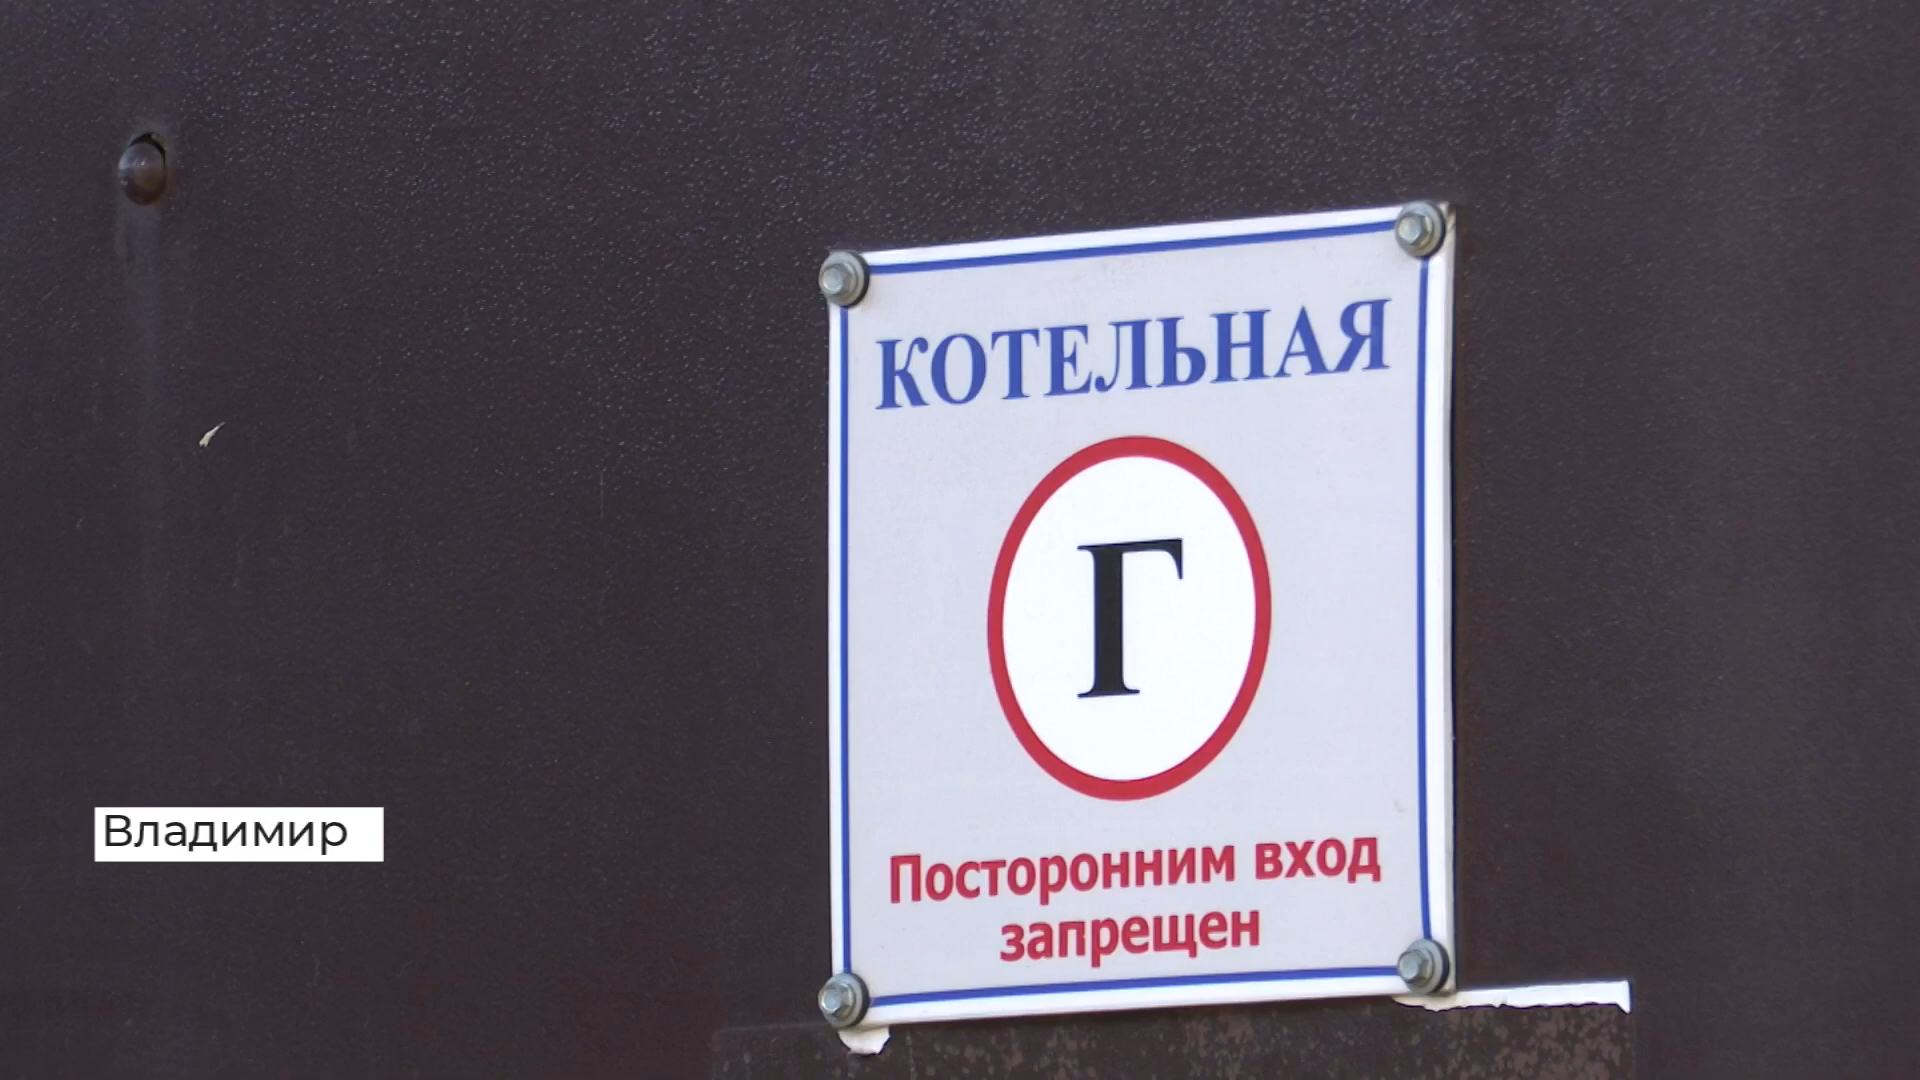 КОТЕЛЬНАЯ
Г
Посторонним вход
запрещен
Владимир